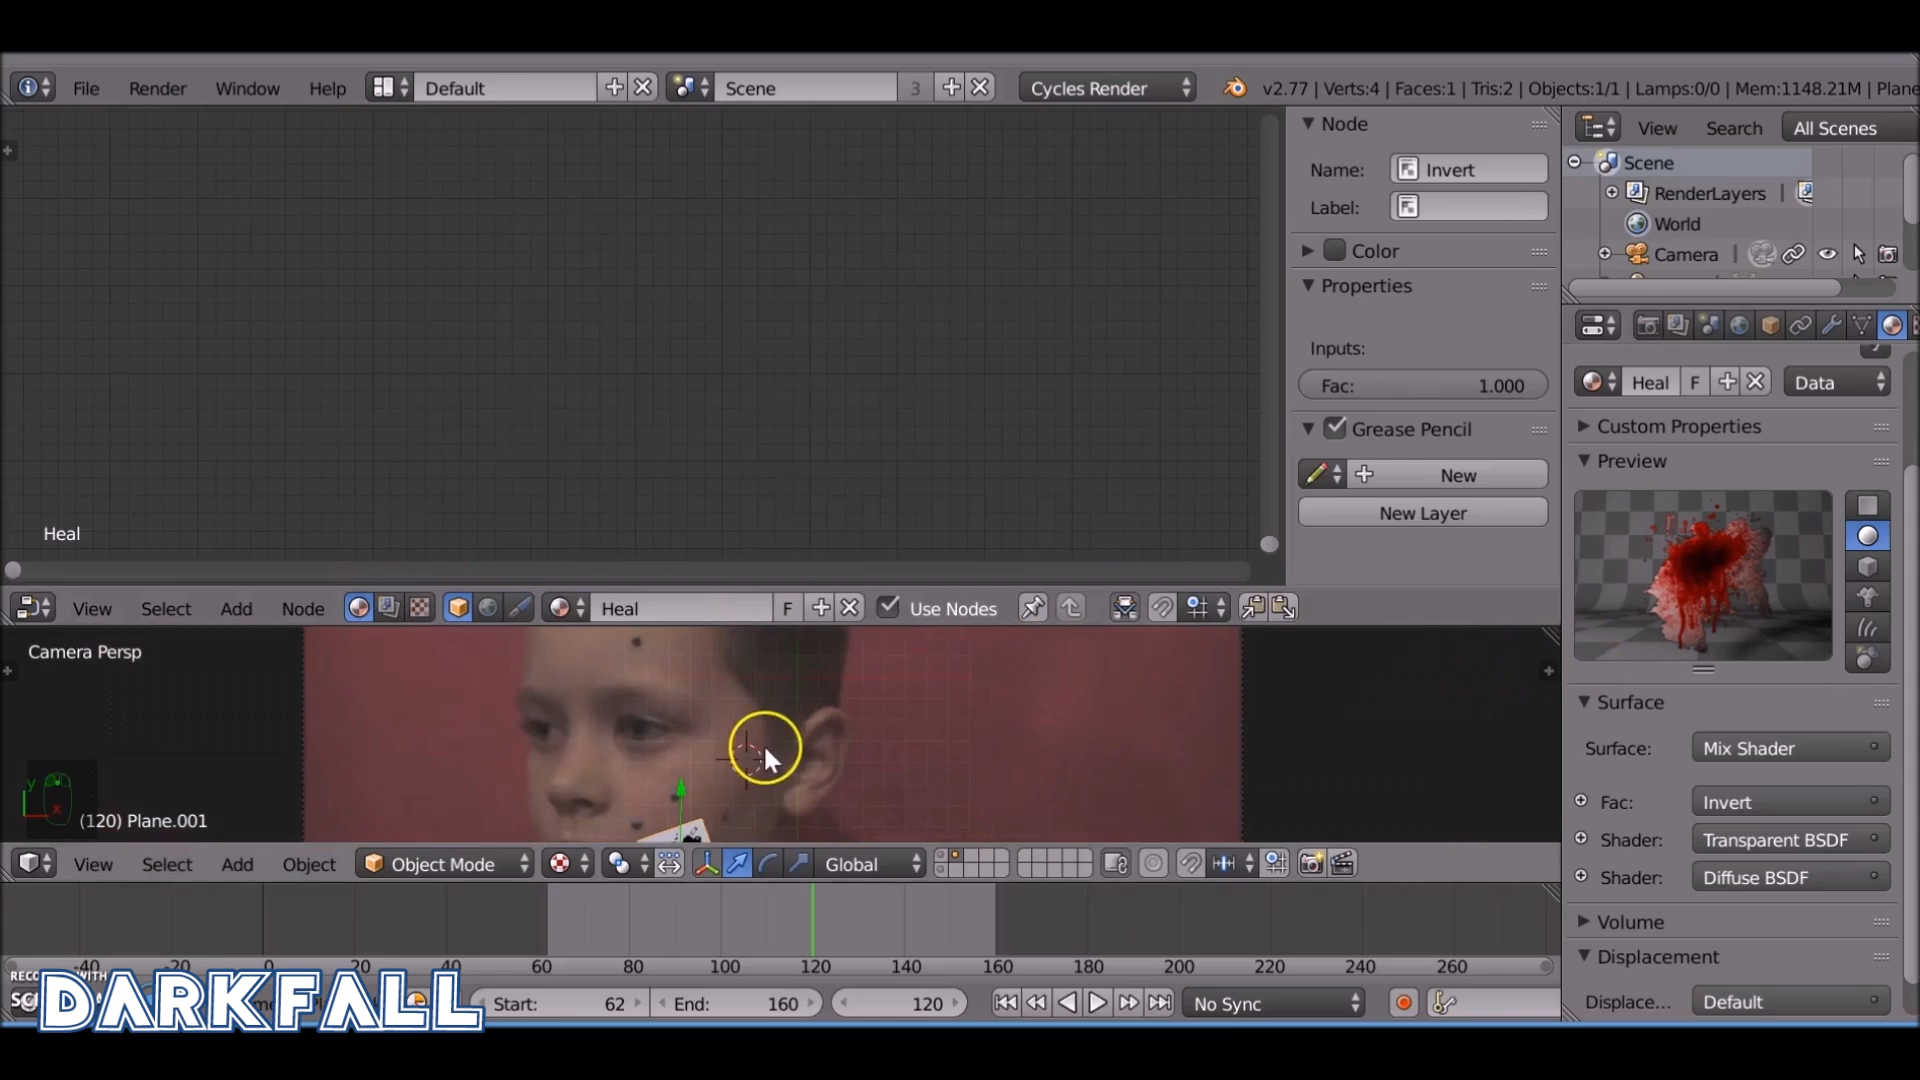 File Render Window Help Default Scene 3 Cycles Render v2.77 | Verts:4 | Faces:1 | Tris:2 | Objects:1/1 | Lamps:0/0 | Mem:1148.21M | Plane
Node
Name: Invert
Label:
Color
Properties
Inputs:
Fac: 1.000
Grease Pencil
New
New Layer
View Search All Scenes
Scene
RenderLayers
World
Camera
Heal F Data
Custom Properties
Preview
Surface
Surface: Mix Shader
Fac: Invert
Shader: Transparent BSDF
Shader: Diffuse BSDF
Volume
Displacement
Displace... Default
Heal
View Select Add Node Heal F Use Nodes
Camera Persp
y
x
(120) Plane.001
View Select Add Object Object Mode Global
-40 -20 0 20 40 60 80 100 120 140 160 180 200 220 240 260
RECO WITH
DARKFALL
Start: 62 End: 160 120 No Sync